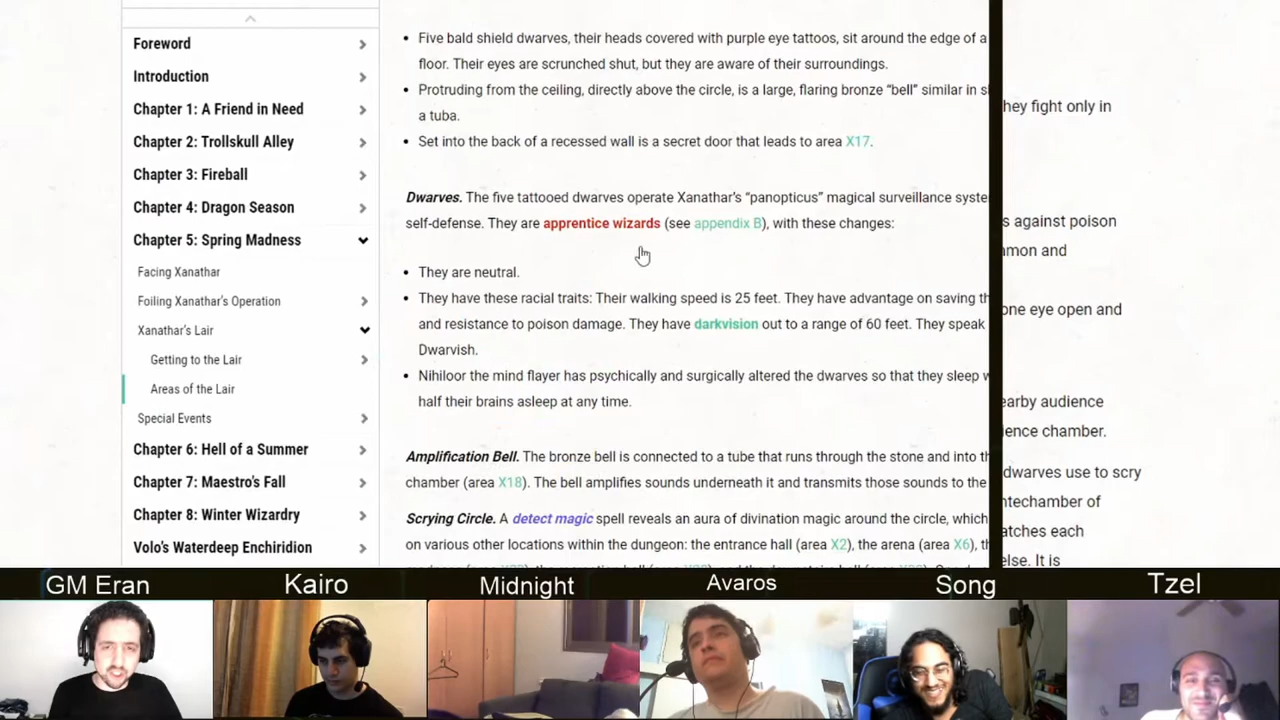 Foreword
Introduction
Chapter 1: A Friend in Need
Chapter 2: Trollskull Alley
Chapter 3: Fireball
Chapter 4: Dragon Season
Chapter 5: Spring Madness
Facing Xanathar
Foiling Xanathar's Operation
Xanathar's Lair
Getting to the Lair
Areas of the Lair
Special Events
Chapter 6: Hell of a Summer
Chapter 7: Maestro's Fall
Chapter 8: Winter Wizardry
Volo's Waterdeep Enchiridion
Five bald shield dwarves, their heads covered with purple eye tattoos, sit around the edge of a
floor. Their eyes are scrunched shut, but they are aware of their surroundings.
Protruding from the ceiling, directly above the circle, is a large, flaring bronze “bell” similar in
a tuba.
Set into the back of a recessed wall is a secret door that leads to area X17.
Dwarves. The five tattooed dwarves operate Xanathar's “panopticus” magical surveillance
self-defense. They are apprentice wizards (see appendix B), with these changes:
They are neutral.
They have these racial traits: Their walking speed is 25 feet. They have advantage on saving
and resistance to poison damage. They have darkvision out to a range of 60 feet. They speak
Dwarvish.
Nihiloor the mind flayer has psychically and surgically altered the dwarves so that they sleep
half their brains asleep at any time.
Amplification Bell. The bronze bell is connected to a tube that runs through the stone and into
chamber (area X18). The bell amplifies sounds underneath it and transmits those sounds to the
Scrying Circle. A detect magic spell reveals an aura of divination magic around the circle, which
on various other locations within the dungeon: the entrance hall (area X2), the arena (area X6),
hey fight only in
s against poison
mmon and
one eye open and
earby audience
ience chamber.
dwarves use to scry
ntechamber of
atches each
else. It is
GM Eran
Kairo
Midnight
Avaros
Song
Tzel